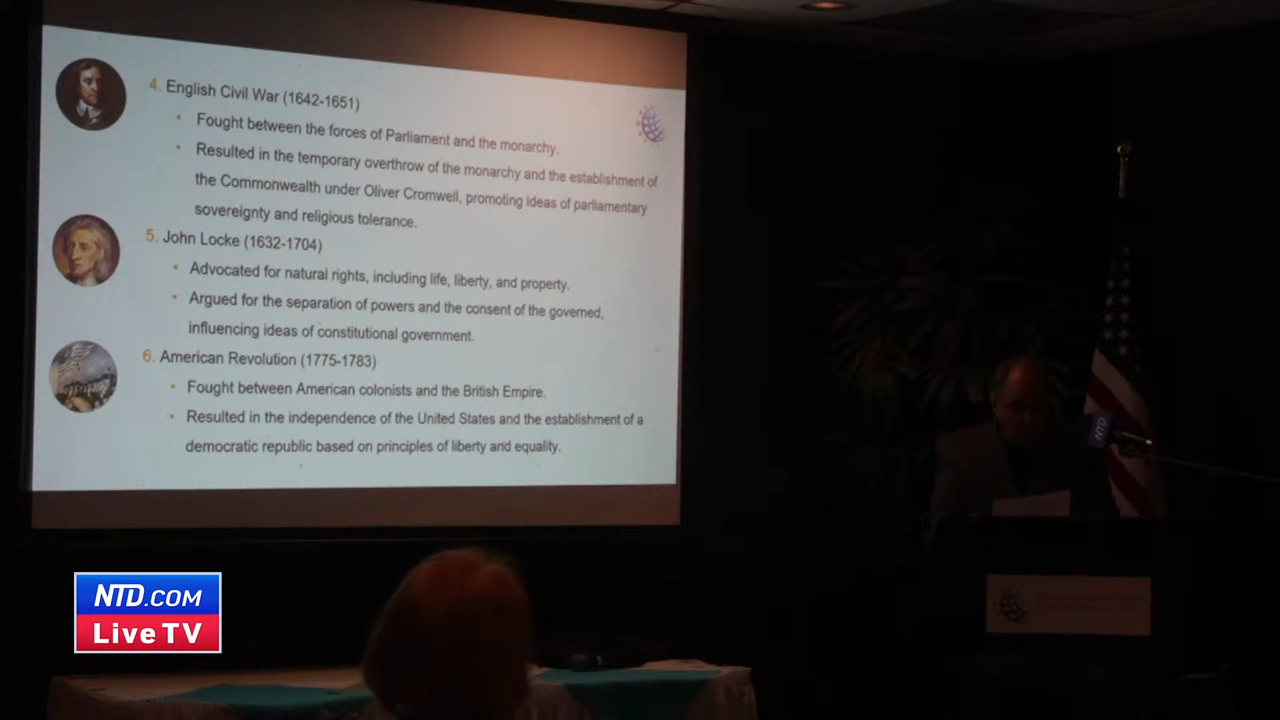 4. English Civil War (1642-1651)
• Fought between the forces of Parliament and the monarchy.
• Resulted in the temporary overthrow of the monarchy and the establishment of
the Commonwealth under Oliver Cromwell, promoting ideas of parliamentary
sovereignty and religious tolerance.
5. John Locke (1632-1704)
• Advocated for natural rights, including life, liberty, and property.
• Argued for the separation of powers and the consent of the governed,
influencing ideas of constitutional government.
6. American Revolution (1775-1783)
• Fought between American colonists and the British Empire.
• Resulted in the independence of the United States and the establishment of a
democratic republic based on principles of liberty and equality.
NTD
NTD.COM
Live TV